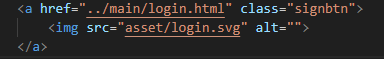 <a href="../main/login.html" class="signbtn">
<img src="asset/login.svg" alt="">
</a>